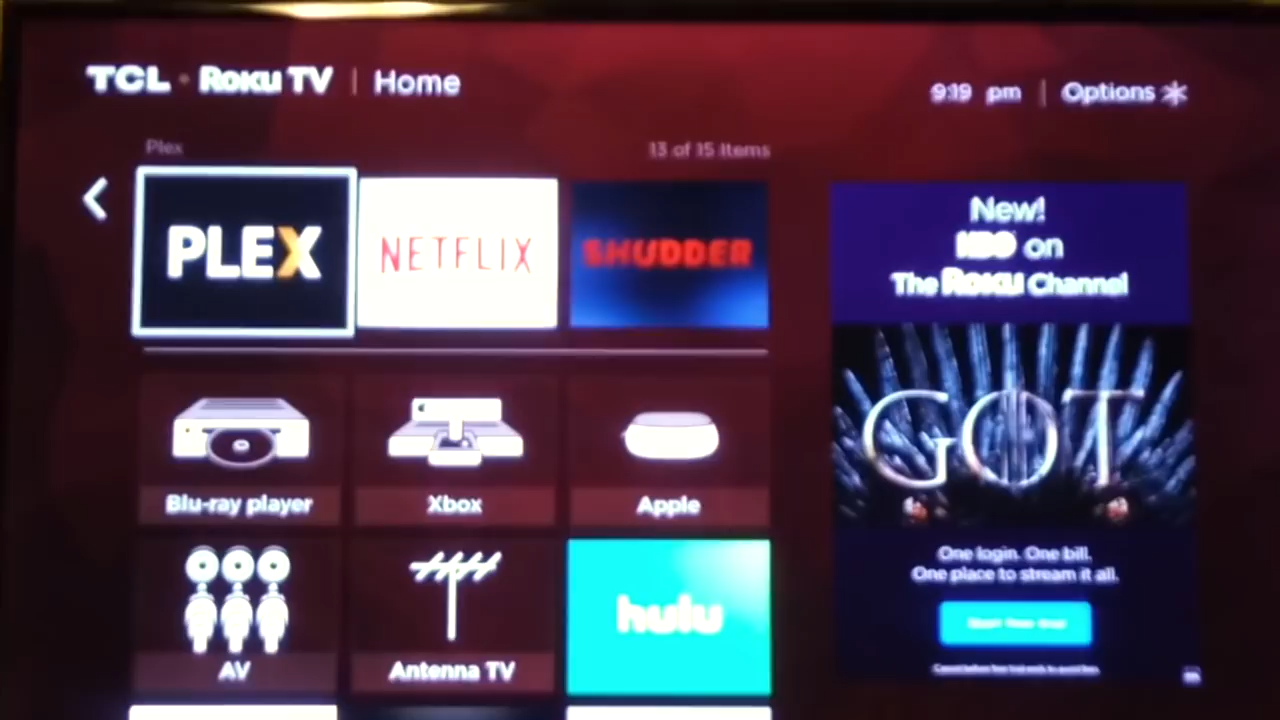 TCL • Roku TV | Home
9:19 pm | Options
Plex
13 of 15 Items
PLEX
NETFLIX
SHUDDER
New!
HBO on
The Roku Channel
GOT
Blu-ray player
Xbox
Apple
One login. One bill.
One place to stream it all.
AV
Antenna TV
hulu